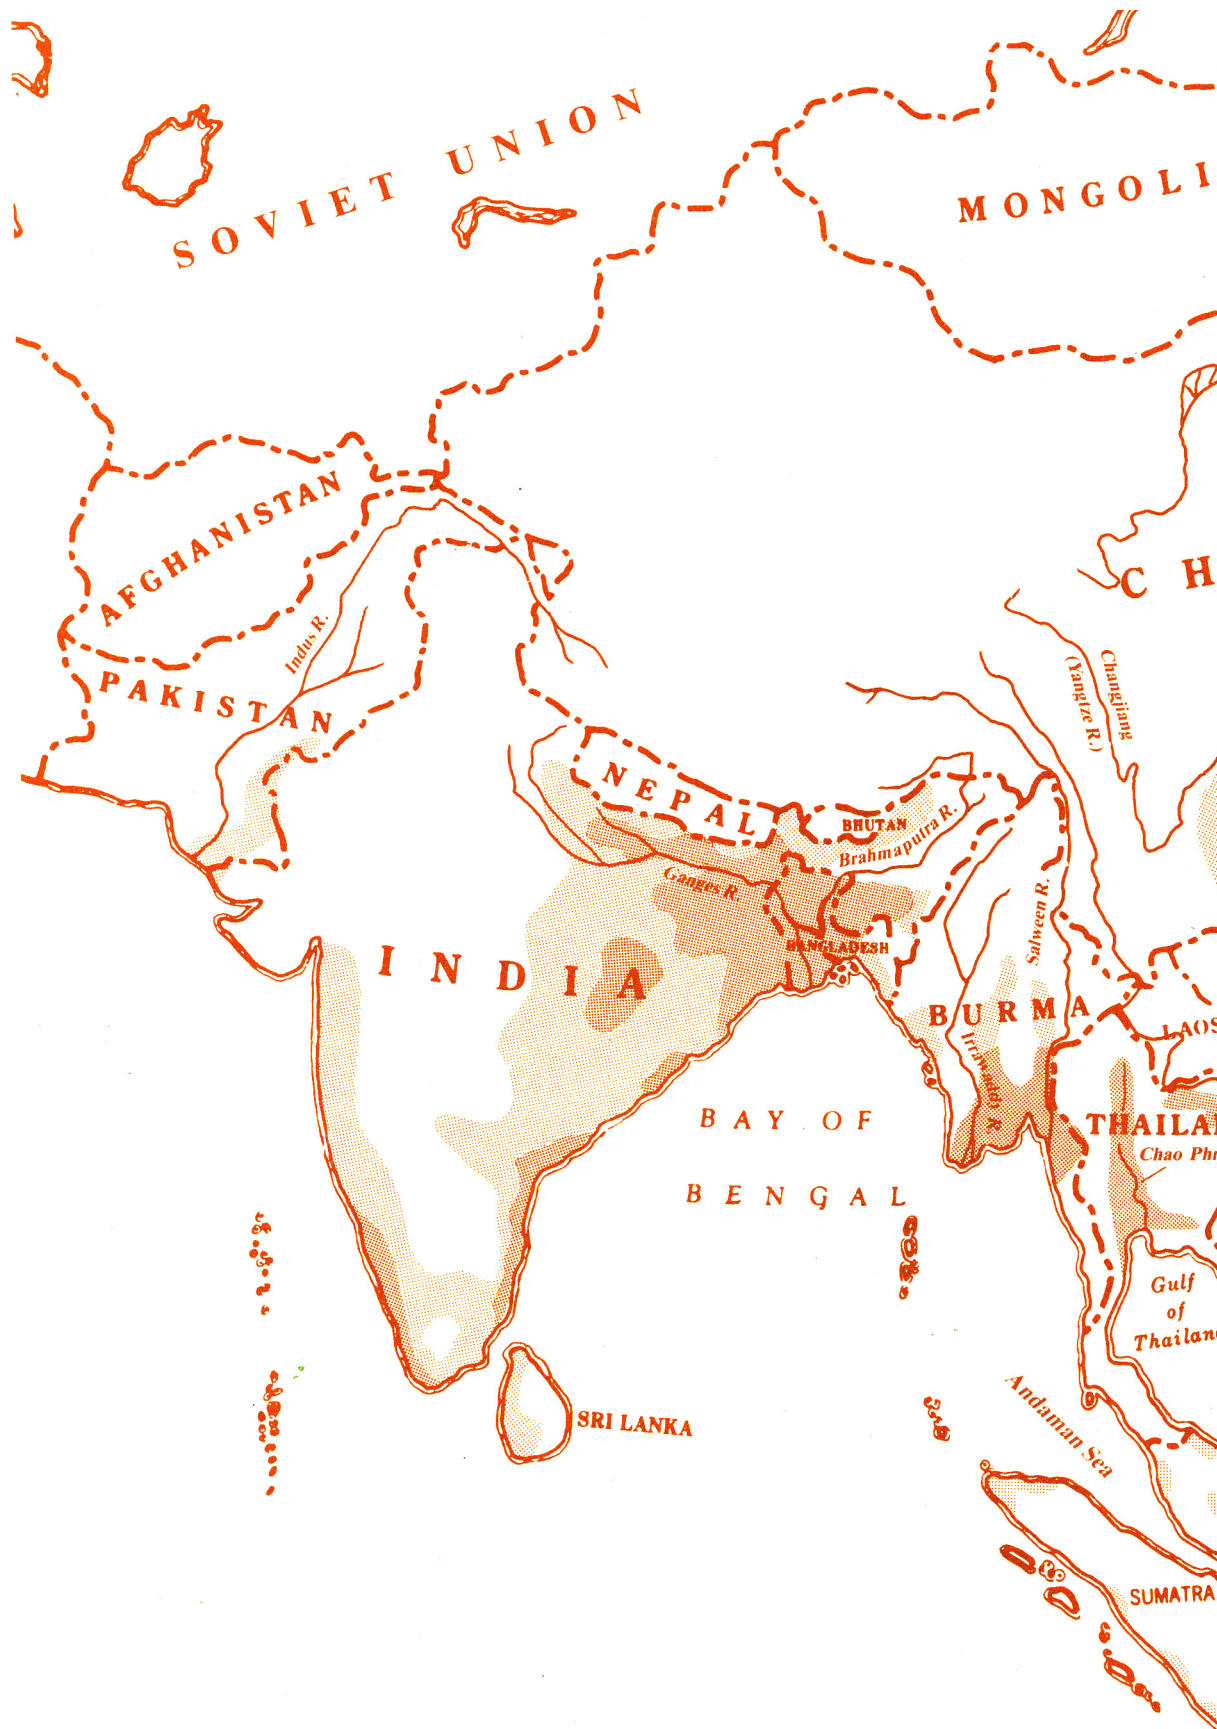 SOVIET UNION
MONGOLI
AFGHANISTAN
C H
Indus R.
PAKISTAN
Changjiang
(Yangtze R.)
NEPAL
BHUTAN
Brahmaputra R.
Ganges R.
Salween R.
BANGLADESH
INDIA
BURMA
LAOS
Irrawaddy R.
BAY OF
BENGAL
THAILA
Chao Phr
Gulf
of
Thailan
Andaman Sea
SRI LANKA
SUMATRA